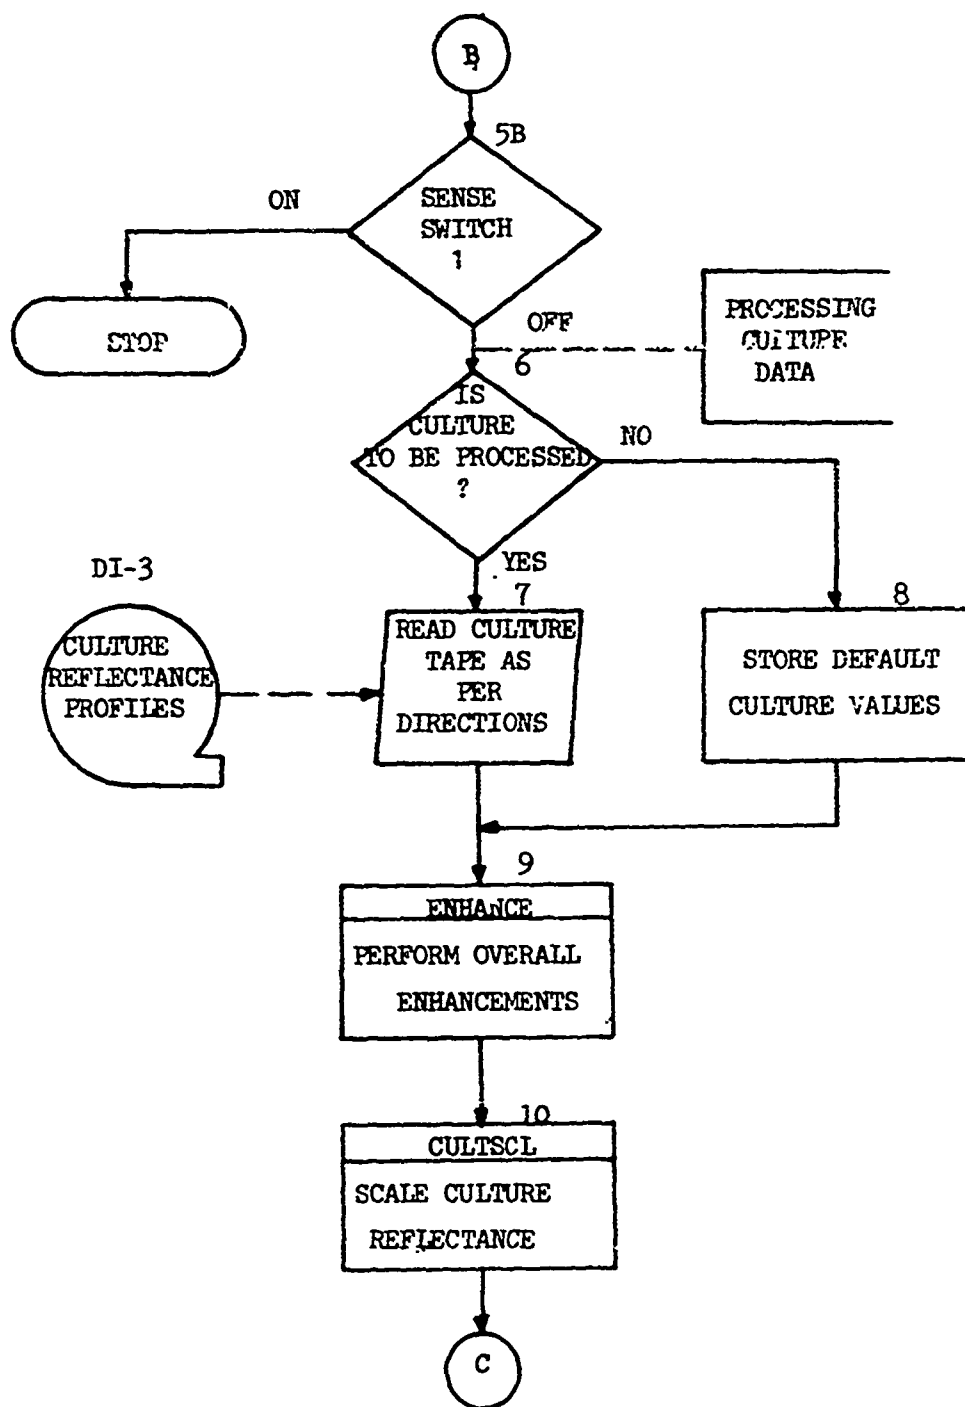 B
5B
ON
SENSE
SWITCH
1
STOP
OFF
PROCESSING
CULTURE
DATA
6
IS
CULTURE
TO BE PROCESSED
?
NO
YES
DI-3
7
8
CULTURE
REFLECTANCE
PROFILES
READ CULTURE
TAPE AS
PER
DIRECTIONS
STORE DEFAULT
CULTURE VALUES
9
ENHANCE
PERFORM OVERALL
ENHANCEMENTS
10
CULTSCL
SCALE CULTURE
REFLECTANCE
C